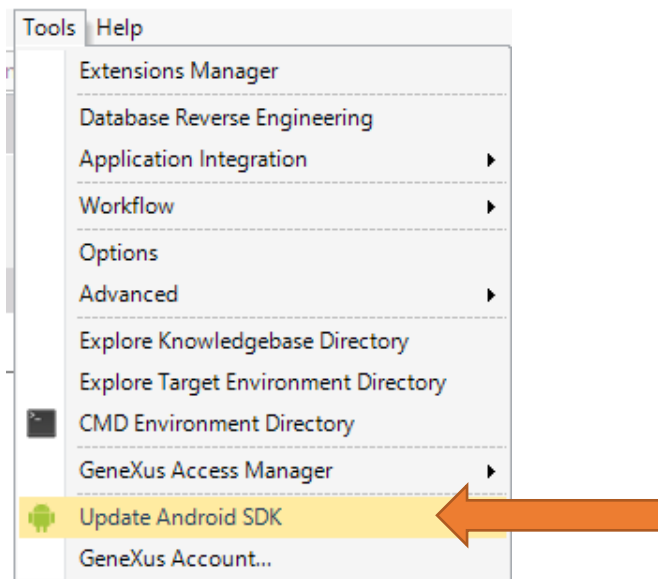 Tools Help
Extensions Manager
Database Reverse Engineering
Application Integration
Workflow
Options
Advanced
Explore Knowledgebase Directory
Explore Target Environment Directory
CMD Environment Directory
GeneXus Access Manager
Update Android SDK
GeneXus Account...